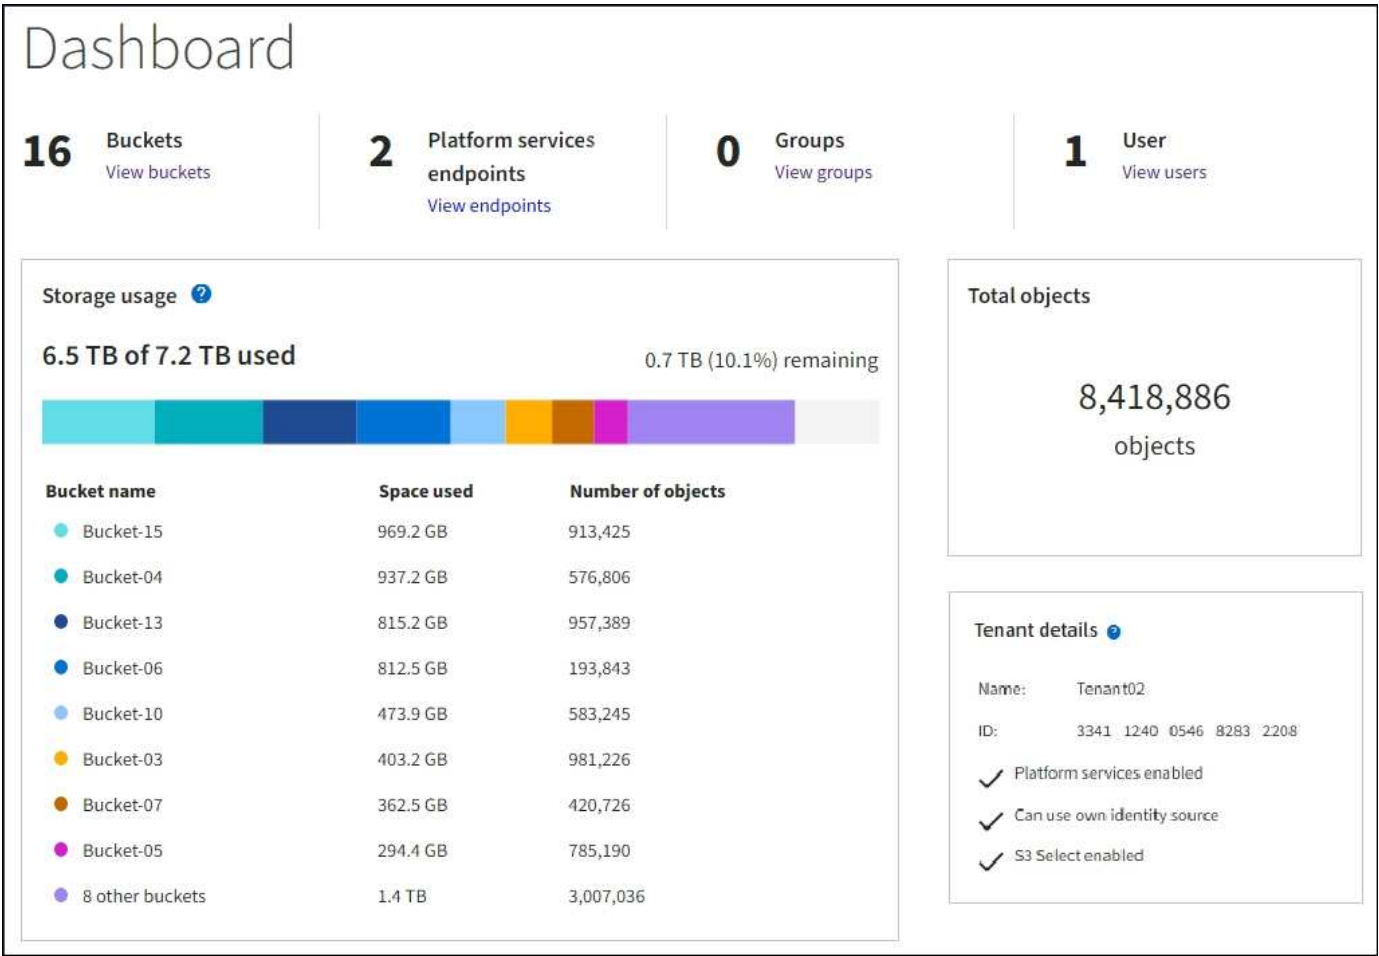 Dashboard
16 Buckets
View buckets
2 Platform services
endpoints
View endpoints
0 Groups
View groups
1 User
View users
Storage usage ?
6.5 TB of 7.2 TB used
0.7 TB (10.1%) remaining
Bucket name Space used Number of objects
Bucket-15 969.2 GB 913,425
Bucket-04 937.2 GB 576,806
Bucket-13 815.2 GB 957,389
Bucket-06 812.5 GB 193,843
Bucket-10 473.9 GB 583,245
Bucket-03 403.2 GB 981,226
Bucket-07 362.5 GB 420,726
Bucket-05 294.4 GB 785,190
8 other buckets 1.4 TB 3,007,036
Total objects
8,418,886
objects
Tenant details ?
Name: Tenant02
ID: 3341 1240 0546 8283 2208
Platform services enabled
Can use own identity source
S3 Select enabled